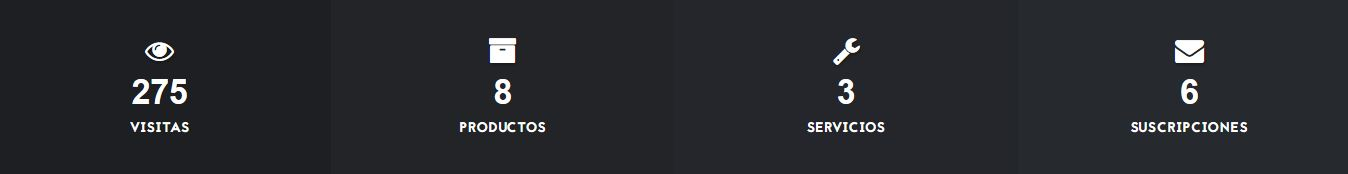 275
VISITAS
8
PRODUCTOS
3
SERVICIOS
6
SUSCRIPCIONES